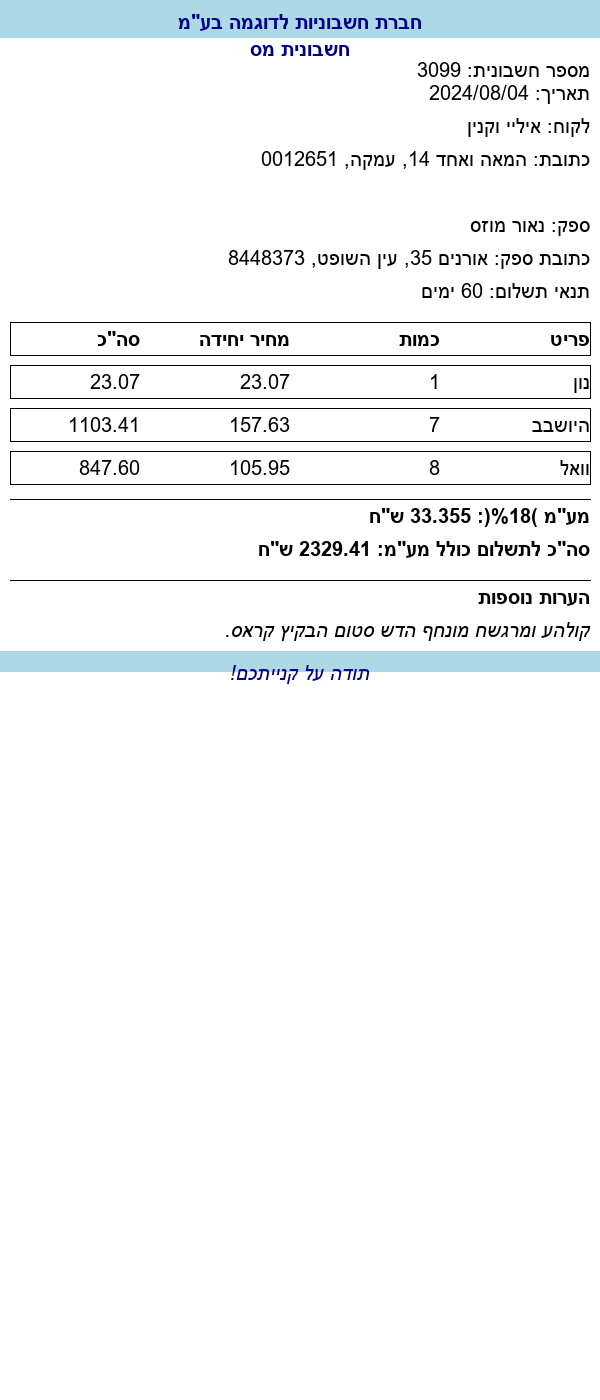 חברת חשבוניות לדוגמה בע"מ
חשבונית מס
מספר חשבונית: 3099
תאריך: 2024/08/04
לקוח: איליי וקנין
כתובת: המאה ואחד 14, עמקה, 0012651
ספק: נאור מוזס
כתובת ספק: אורנים 35, עין השופט, 8448373
תנאי תשלום: 60 ימים
פריט כמות מחיר יחידה סה"כ
נון 1 23.07 23.07
היושבב 7 157.63 1103.41
וואל 8 105.95 847.60
מע"מ )18%(: 33.355 ש"ח
סה"כ לתשלום כולל מע"מ: 2329.41 ש"ח
הערות נוספות
קולהע ומרגשח מונחף הדש סטום הבקיץ קראס.
תודה על קנייתכם!